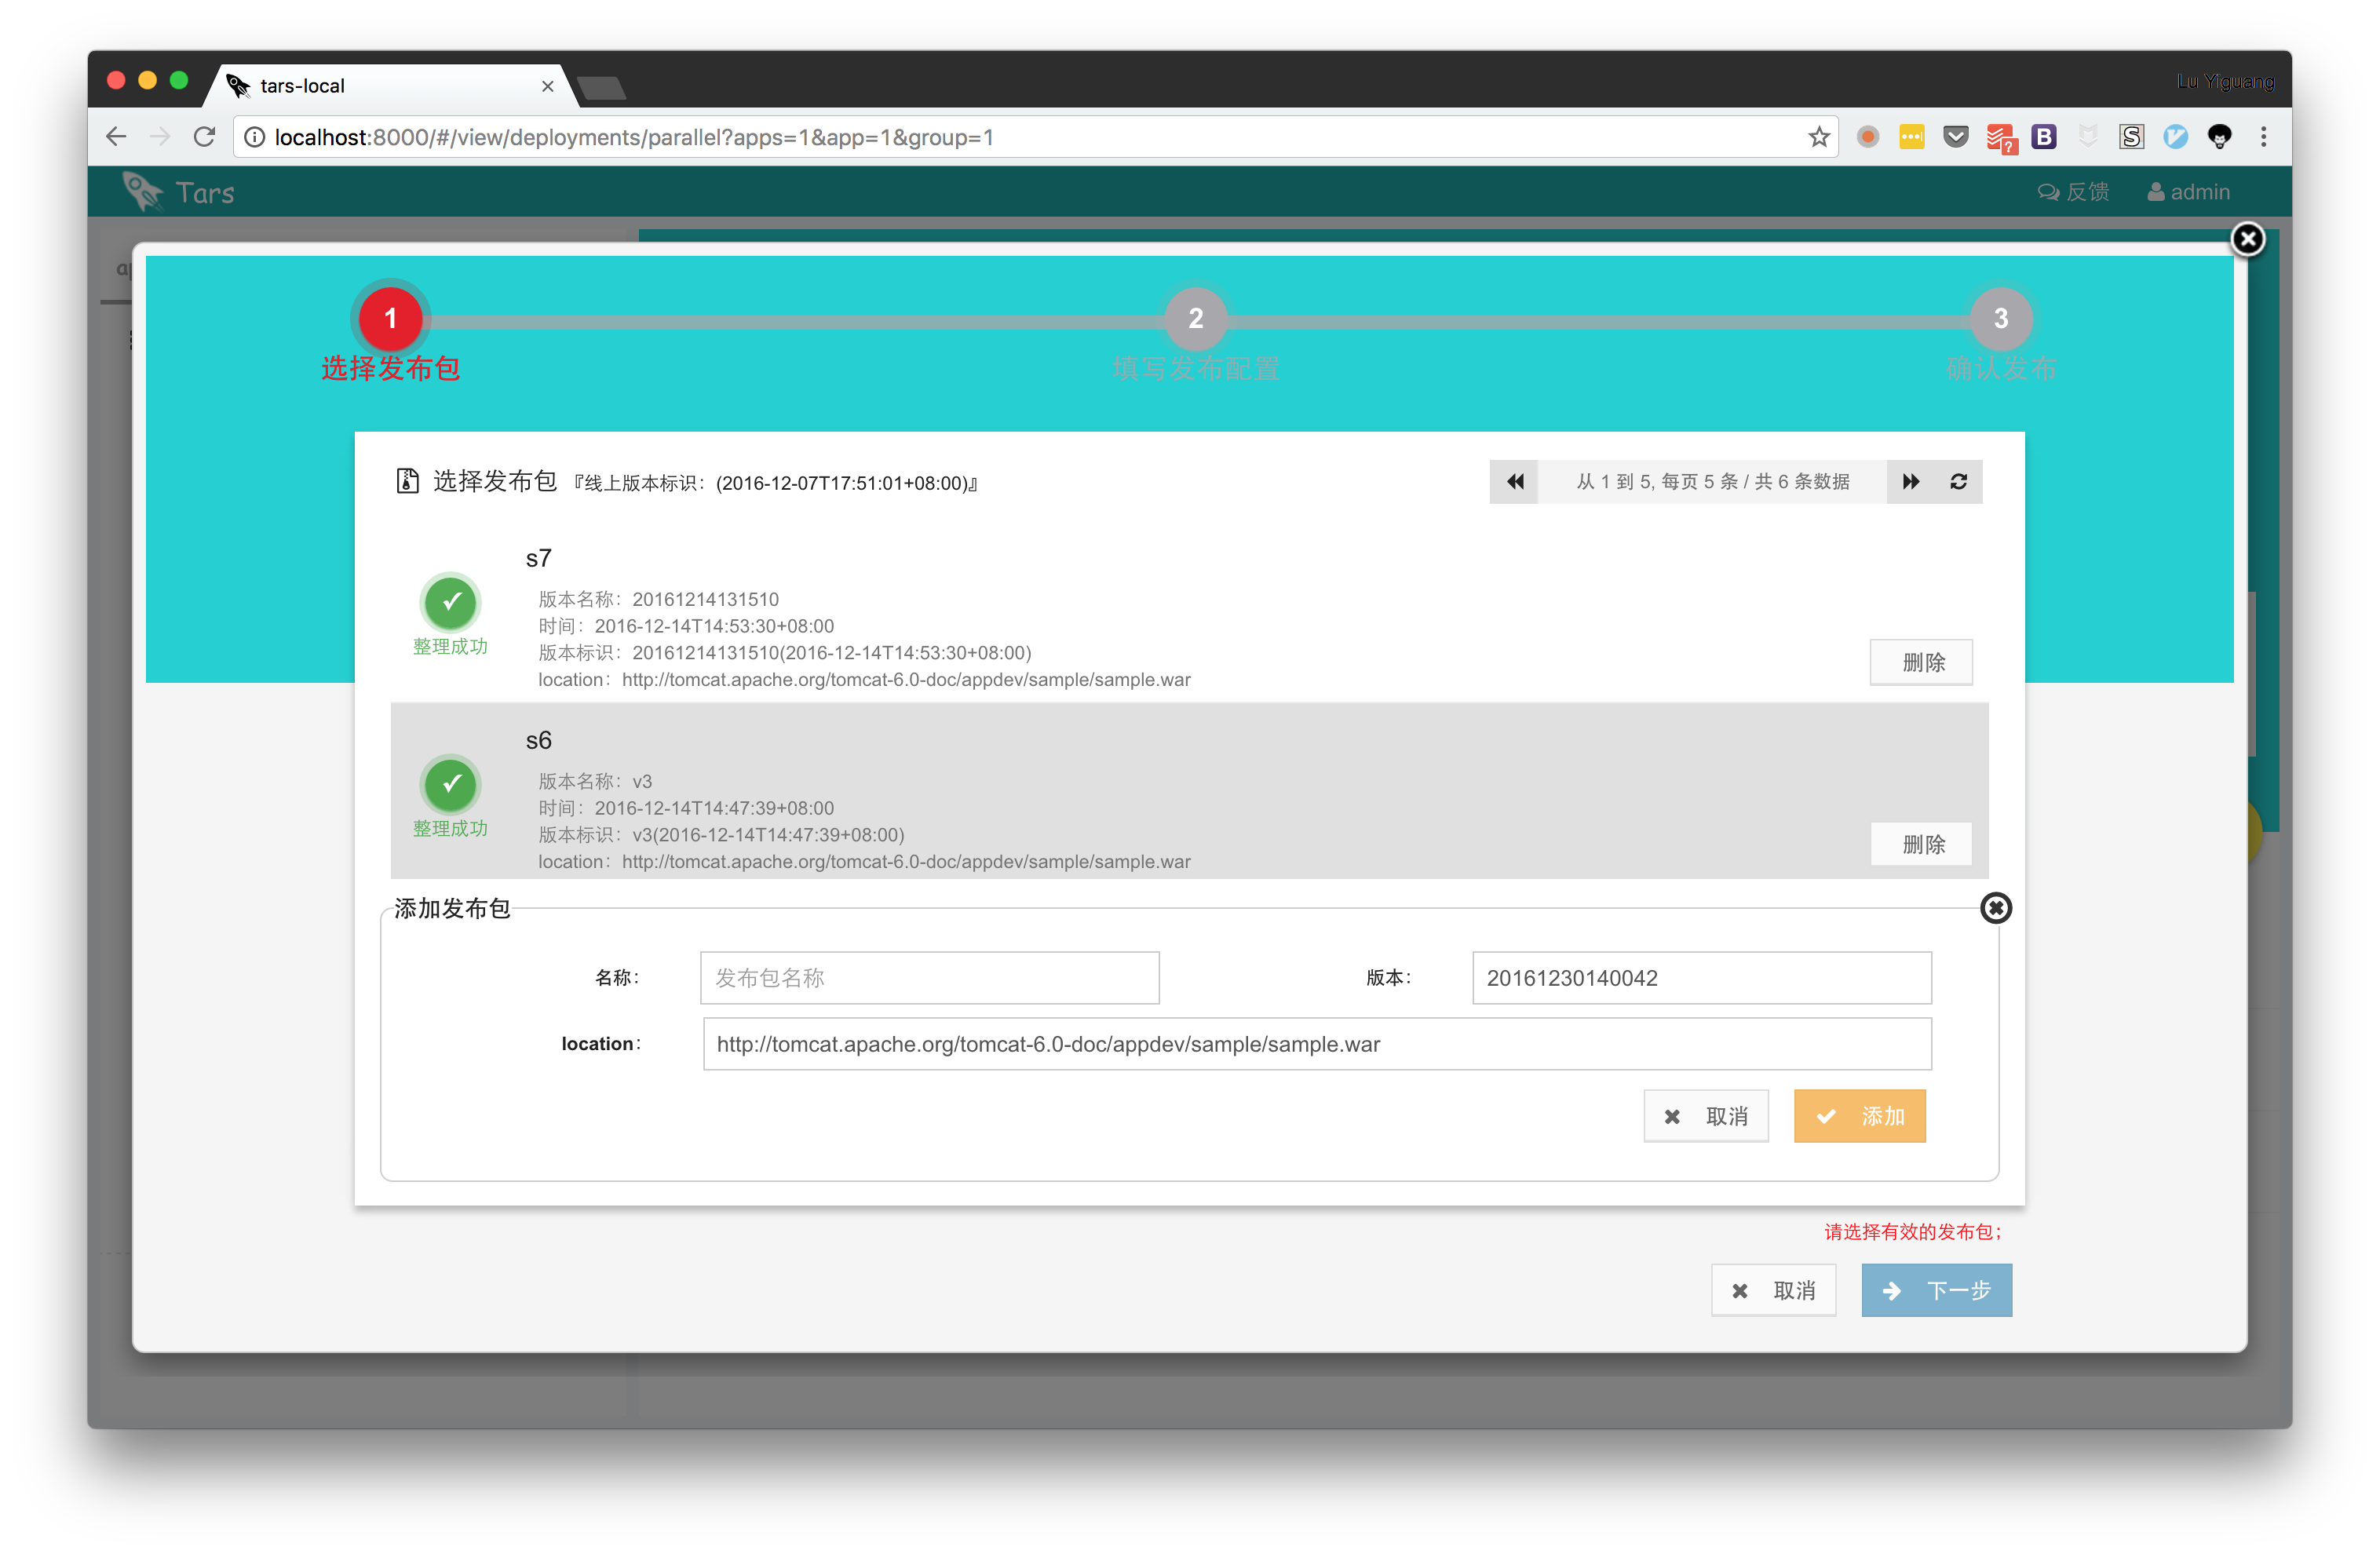 tars-local
Lu Yiguang
localhost:8000/#/view/deployments/parallel?apps=1&app=1&group=1
Tars
反馈
admin
1
2
3
选择发布包
填写发布配置
确认发布
选择发布包『线上版本标识：(2016-12-07T17:51:01+08:00)』
从 1 到 5, 每页 5 条 / 共 6 条数据
s7
版本名称：20161214131510
时间：2016-12-14T14:53:30+08:00
版本标识：20161214131510(2016-12-14T14:53:30+08:00)
location：http://tomcat.apache.org/tomcat-6.0-doc/appdev/sample/sample.war
整理成功
删除
s6
版本名称：v3
时间：2016-12-14T14:47:39+08:00
版本标识：v3(2016-12-14T14:47:39+08:00)
location：http://tomcat.apache.org/tomcat-6.0-doc/appdev/sample/sample.war
整理成功
删除
添加发布包
名称：
发布包名称
版本：
20161230140042
location：
http://tomcat.apache.org/tomcat-6.0-doc/appdev/sample/sample.war
取消
添加
请选择有效的发布包；
取消
下一步